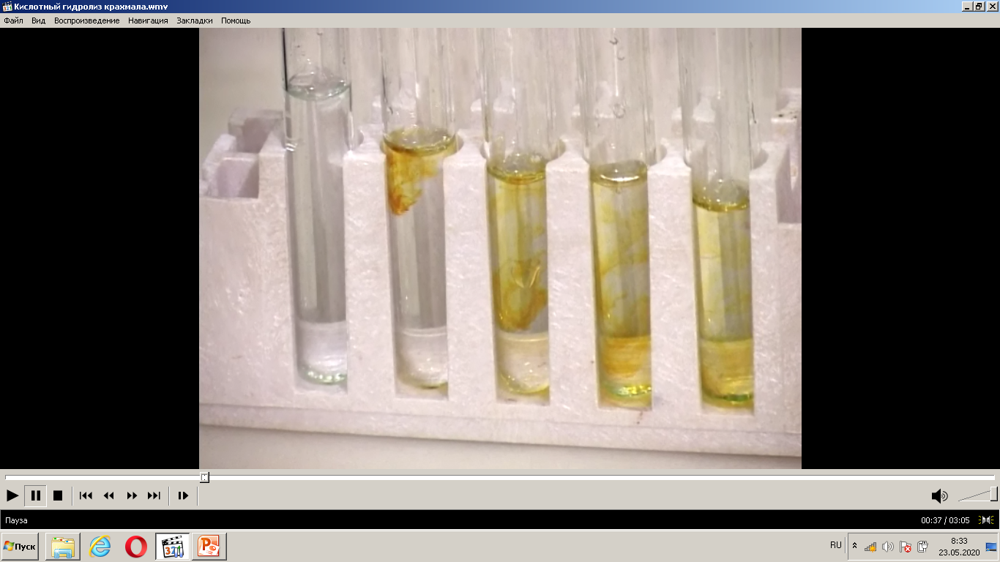 Кислотный гидролиз крахмала.wmv
Файл Вид Воспроизведение Навигация Закладки Помощь
Пауза
00:37 / 03:05
Пуск
321
P
RU
8:33
23.05.2020